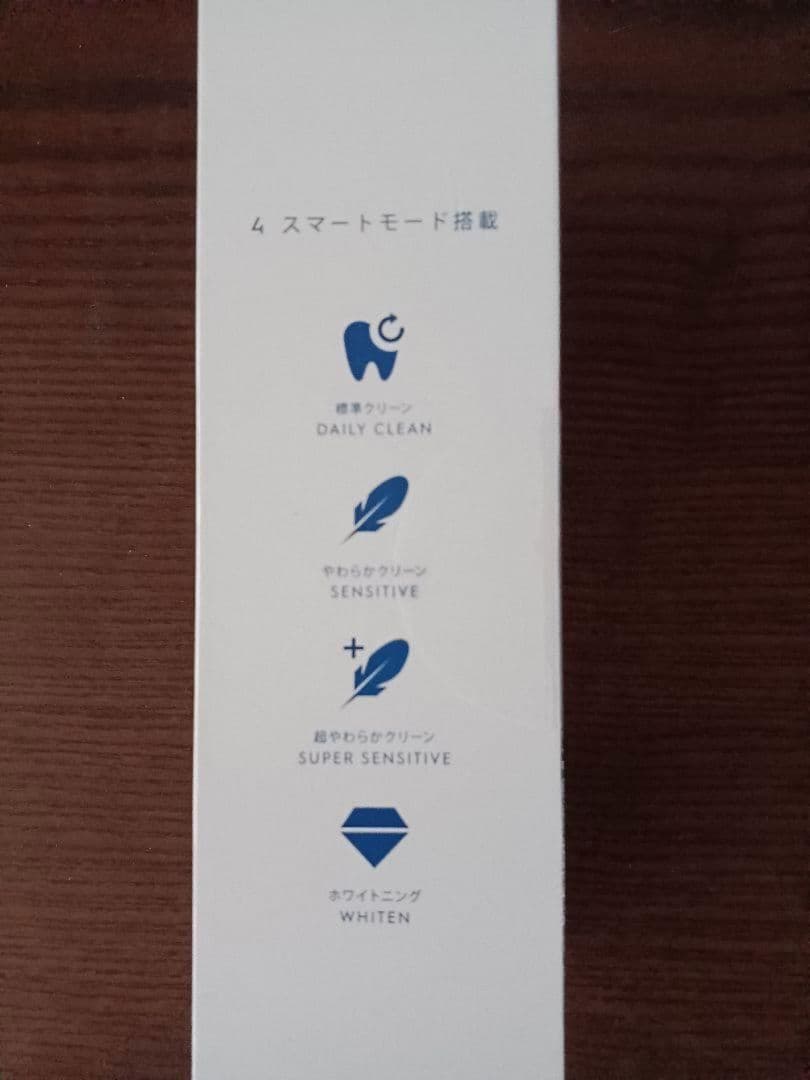 4 スマートモード搭載
標準クリーン
DAILY CLEAN
やわらかクリーン
SENSITIVE
超やわらかクリーン
SUPER SENSITIVE
ホワイトニング
WHITEN